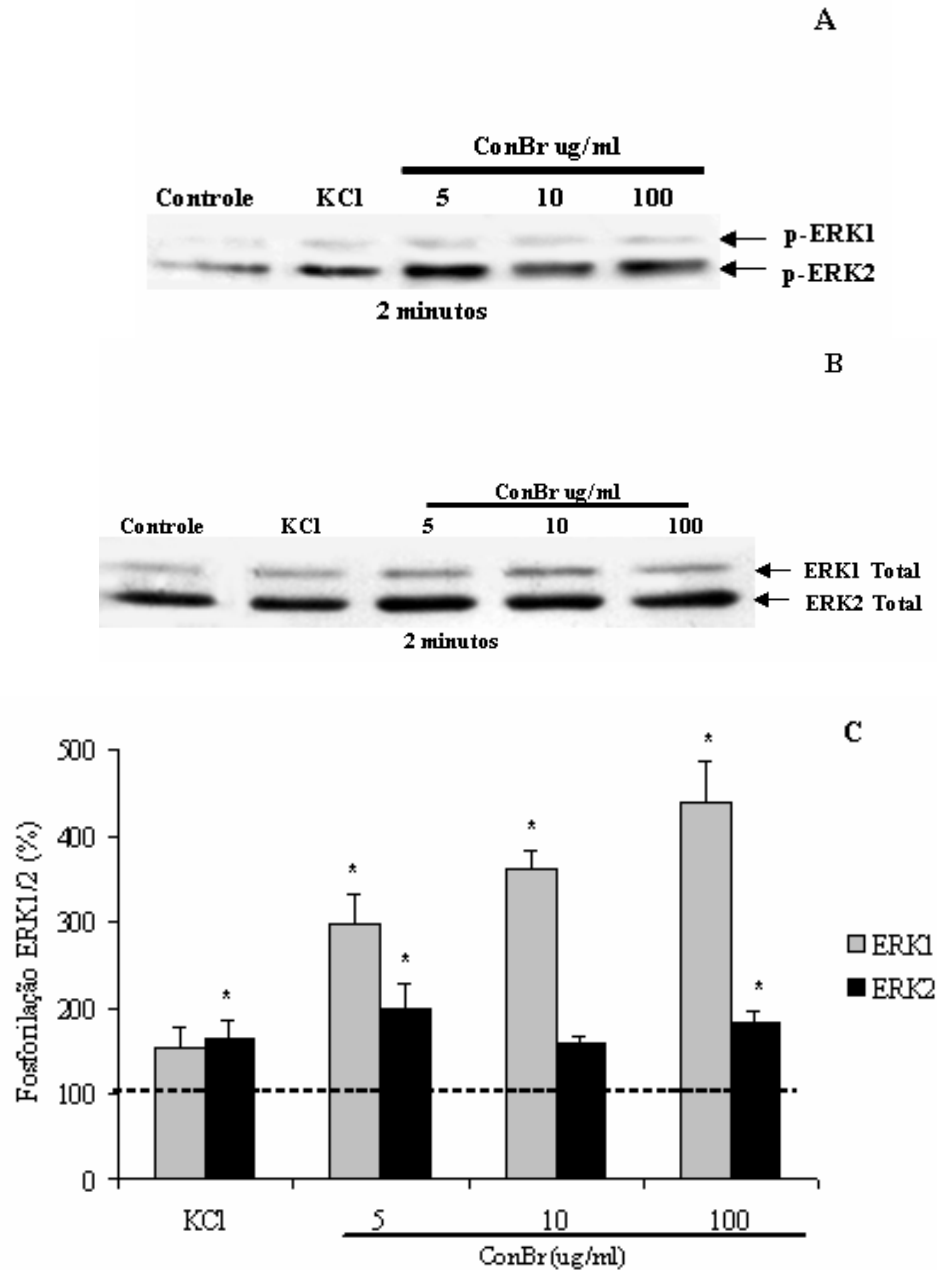 A
ConBr ug/ml
Controle KCl 5 10 100
p-ERK1
p-ERK2
2 minutos
B
ConBr ug/ml
Controle KCl 5 10 100
ERK1 Total
ERK2 Total
2 minutos
C
Fosforilação ERK1/2 (%)
500
400
300
200
100
0
* * * * * *
ERK1
ERK2
KCl 5 10 100
ConBr(ug/ml)